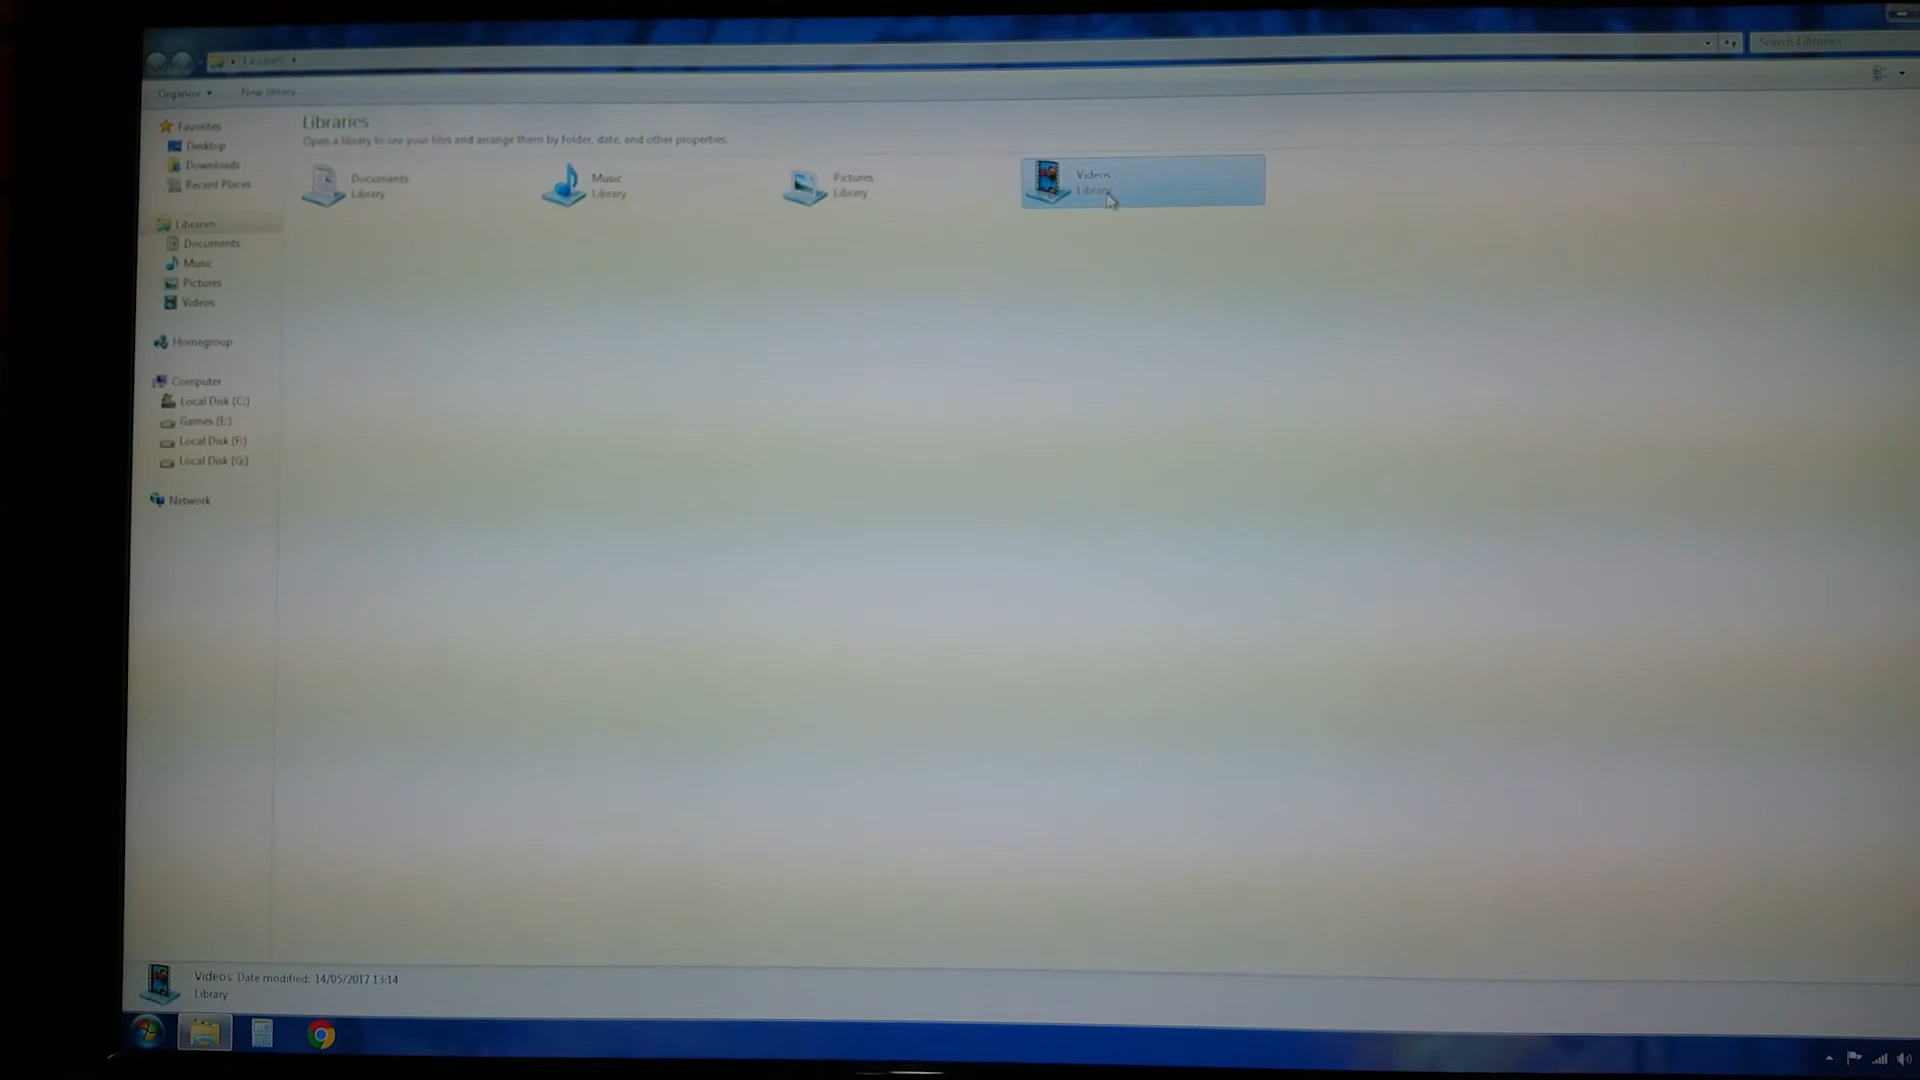 Libraries
Search Libraries
Organize
New library
Favorites
Desktop
Downloads
Recent Places
Libraries
Documents
Music
Pictures
Videos
Homegroup
Computer
Local Disk (C:)
Games (E:)
Local Disk (F:)
Local Disk (G:)
Network
Libraries
Open a library to see your files and arrange them by folder, date, and other properties.
Documents
Library
Music
Library
Pictures
Library
Videos
Library
Videos Date modified: 14/05/2017 13:14
Library